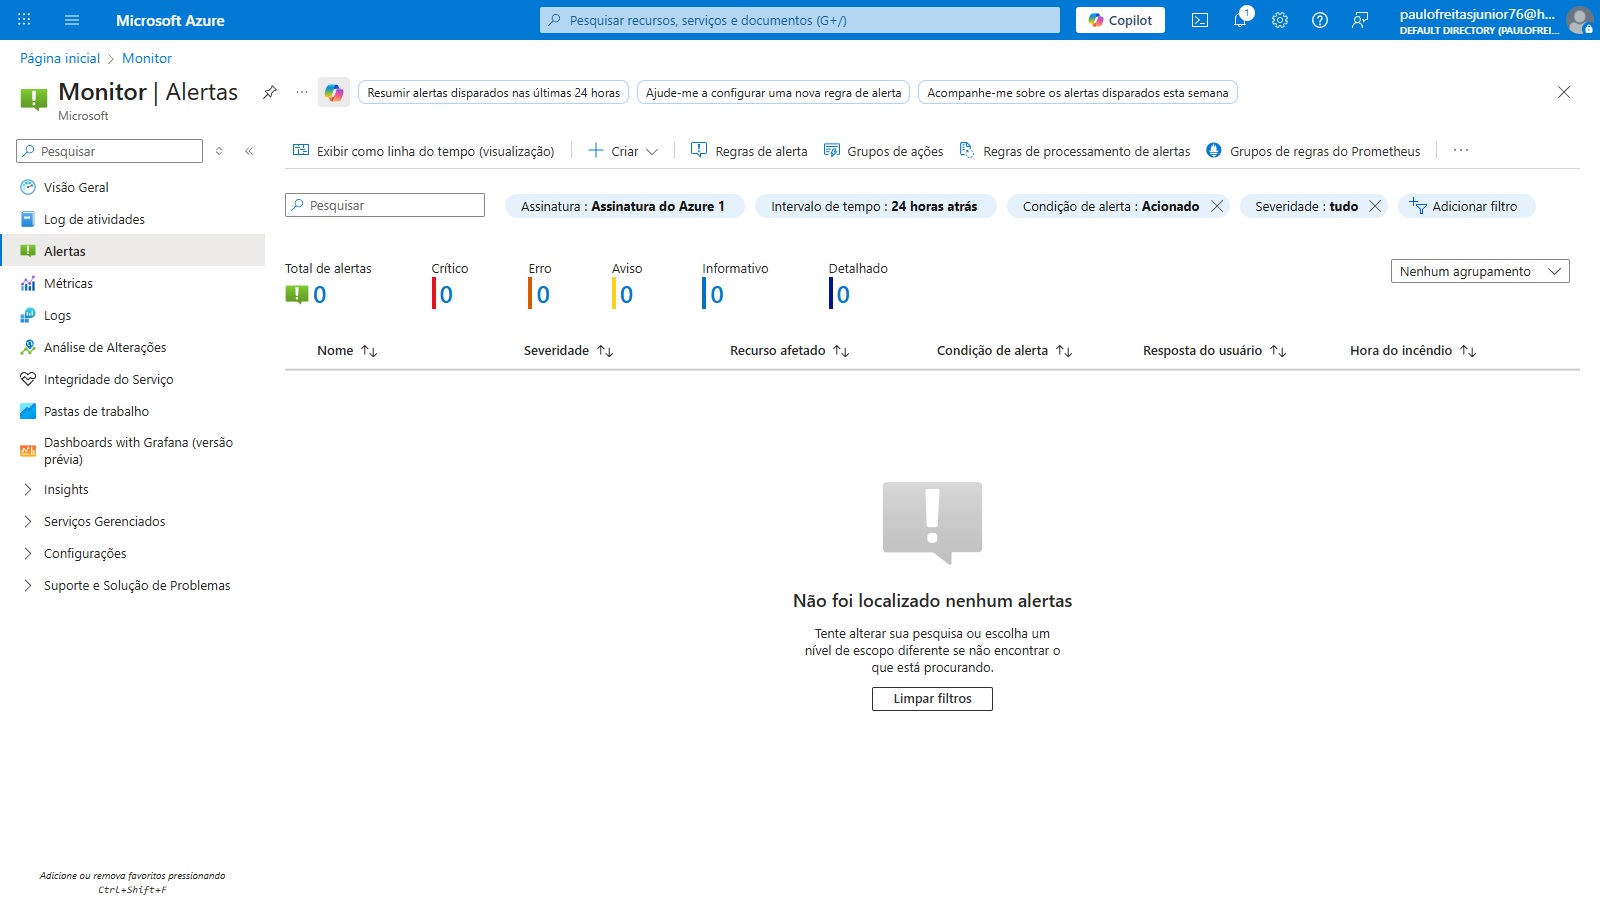 Microsoft Azure
Pesquisar recursos, serviços e documentos (G+/)
Copilot
1
paulofreitasjunior76@h...
DEFAULT DIRECTORY (PAULOFREI...
Página inicial > Monitor
Monitor | Alertas
Microsoft
Resumir alertas disparados nas últimas 24 horas
Ajude-me a configurar uma nova regra de alerta
Acompanhe-me sobre os alertas disparados esta semana
Pesquisar
Visão Geral
Log de atividades
Alertas
Métricas
Logs
Análise de Alterações
Integridade do Serviço
Pastas de trabalho
Dashboards with Grafana (versão
prévia)
Insights
Serviços Gerenciados
Configurações
Suporte e Solução de Problemas
Adicione ou remova favoritos pressionando
Ctrl+Shift+F
Exibir como linha do tempo (visualização)
Criar
Regras de alerta
Grupos de ações
Regras de processamento de alertas
Grupos de regras do Prometheus
Pesquisar
Assinatura : Assinatura do Azure 1
Intervalo de tempo : 24 horas atrás
Condição de alerta : Acionado
Severidade : tudo
Adicionar filtro
Total de alertas
0
Crítico
0
Erro
0
Aviso
0
Informativo
0
Detalhado
0
Nenhum agrupamento
Nome
Severidade
Recurso afetado
Condição de alerta
Resposta do usuário
Hora do incêndio
Não foi localizado nenhum alertas
Tente alterar sua pesquisa ou escolha um
nível de escopo diferente se não encontrar o
que está procurando.
Limpar filtros